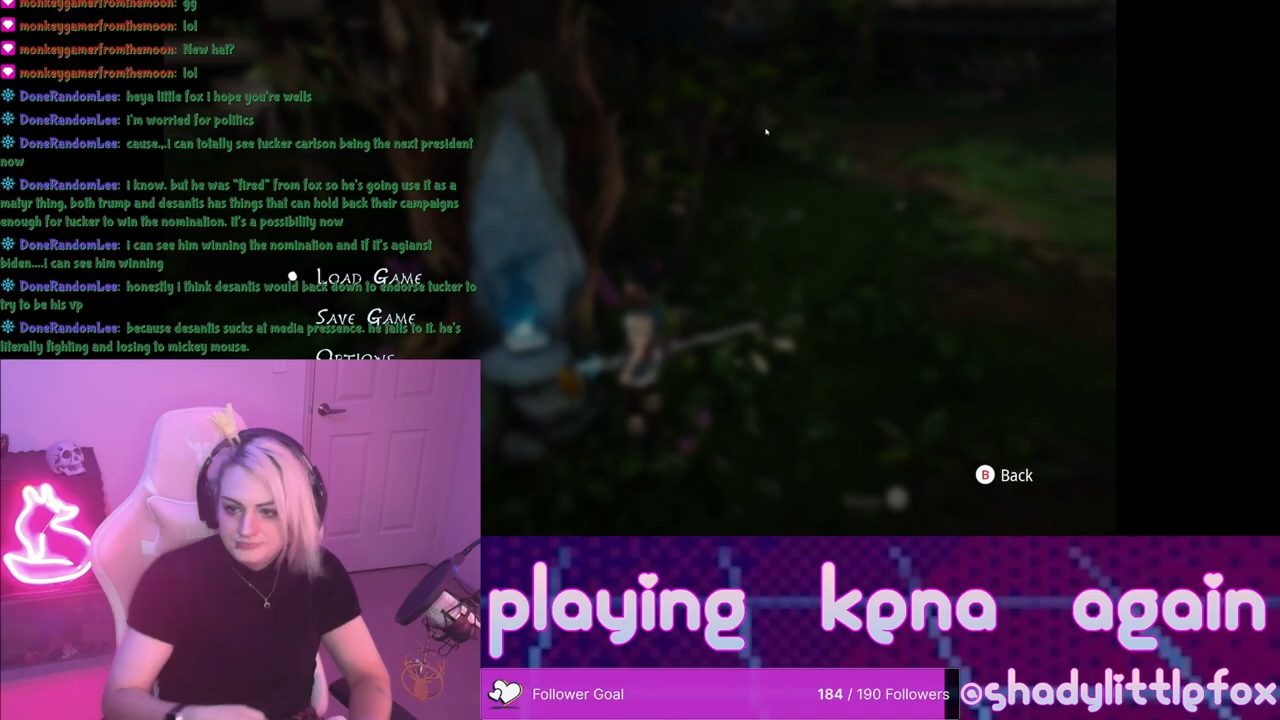 monkeygamerfromthemoon: gg
monkeygamerfromthemoon: lol
monkeygamerfromthemoon: New hat?
monkeygamerfromthemoon: lol
DoneRandomLee: heya little fox i hope you're wells
DoneRandomLee: i'm worried for politics
DoneRandomLee: cause...i can totally see tucker carlson being the next president
now
DoneRandomLee: i know. but he was "fired" from fox so he's going use it as a
matyr thing, both trump and desantis has things that can hold back their campaigns
enough for tucker to win the nomination. it's a possibility now
DoneRandomLee: i can see him winning the nomination and if it's agianst
biden....i can see him winning
DoneRandomLee: honestly i think desantis would back down to endorse tucker to
try to be his vp
DoneRandomLee: because desantis sucks at media pressence. he fails to it. he's
literally fighting and losing to mickey mouse.
Load Game
Save Game
Options
B Back
playing kena again
Follower Goal 184 / 190 Followers
@shadylittlefox